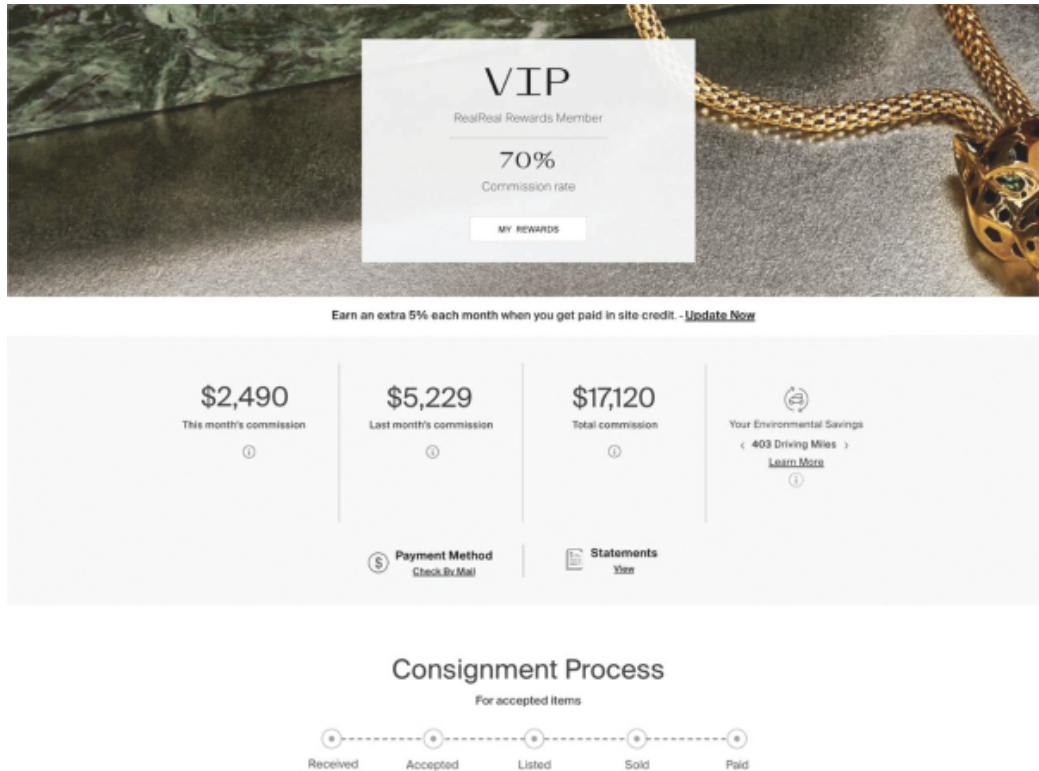 VIP
RealReal Rewards Member
70%
Commission rate
MY REWARDS
Earn an extra 5% each month when you get paid in site credit. - Update Now
$2,490
This month's commission
$5,229
Last month's commission
$17,120
Total commission
Your Environmental Savings
‹ 403 Driving Miles ›
Learn More
Payment Method
Check By Mail
Statements
View
Consignment Process
For accepted items
Received Accepted Listed Sold Paid